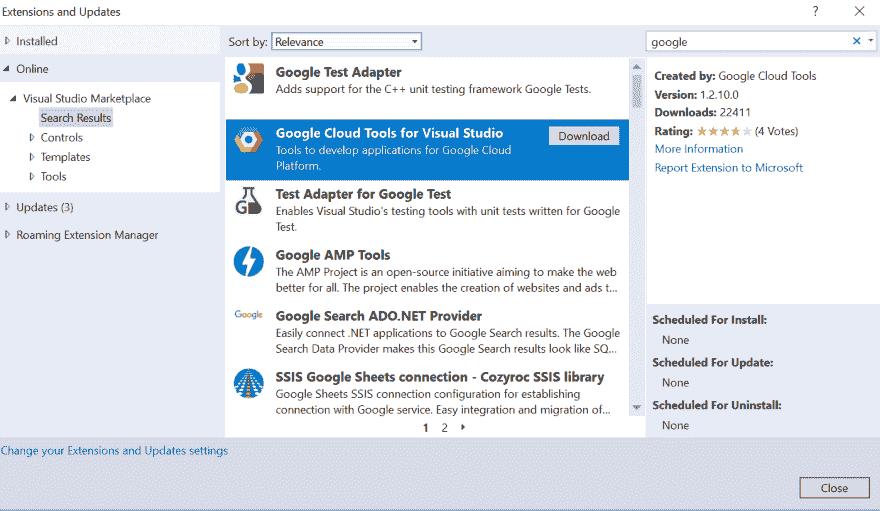 Extensions and Updates
?
Installed
Online
Visual Studio Marketplace
Search Results
Controls
Templates
Tools
Updates (3)
Roaming Extension Manager
Sort by: Relevance
Google Test Adapter
Adds support for the C++ unit testing framework Google Tests.
Google Cloud Tools for Visual Studio
Download
Tools to develop applications for Google Cloud
Platform.
Test Adapter for Google Test
Enables Visual Studio's testing tools with unit tests written for Google
Test.
Google AMP Tools
The AMP Project is an open-source initiative aiming to make the web
better for all. The project enables the creation of websites and ads t...
Google
Google Search ADO.NET Provider
Easily connect .NET applications to Google Search results. The Google
Search Data Provider makes this Google Search results look like SQ...
SSIS Google Sheets connection - Cozyroc SSIS library
Google Sheets SSIS connection configuration for establishing
connection with Google service. Easy integration and migration of...
1 2
google
Created by: Google Cloud Tools
Version: 1.2.10.0
Downloads: 22411
Rating: (4 Votes)
More Information
Report Extension to Microsoft
Scheduled For Install:
None
Scheduled For Update:
None
Scheduled For Uninstall:
None
Change your Extensions and Updates settings
Close